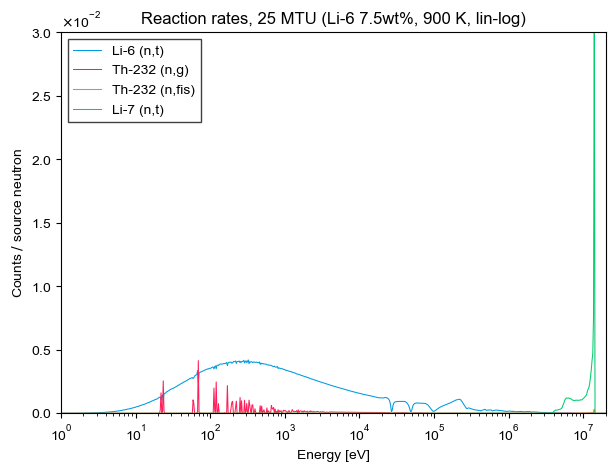 Reaction rates, 25 MTU (Li-6 7.5wt%, 900 K, lin-log)
×10⁻²
3.0
2.5
2.0
1.5
1.0
0.5
0.0
Counts / source neutron
Li-6 (n,t)
Th-232 (n,g)
Th-232 (n,fis)
Li-7 (n,t)
10⁰ 10¹ 10² 10³ 10⁴ 10⁵ 10⁶ 10⁷
Energy [eV]